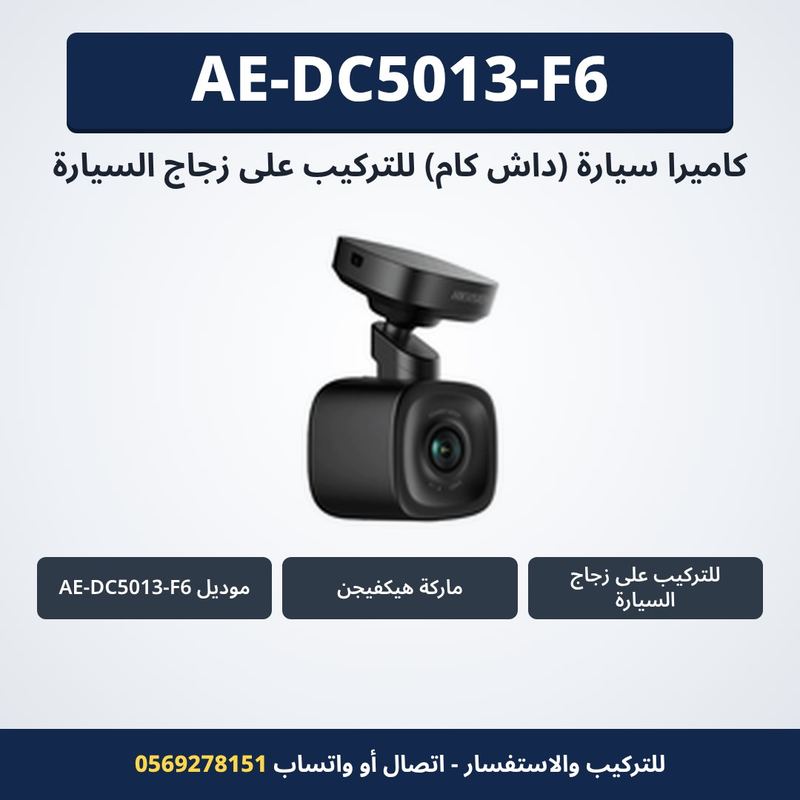 AE-DC5013-F6
كاميرا سيارة (داش كام) للتركيب على زجاج السيارة
للتركيب على زجاج
السيارة
ماركة هيكفيجن
موديل AE-DC5013-F6
للتركيب والاستفسار - اتصال أو واتساب 0569278151